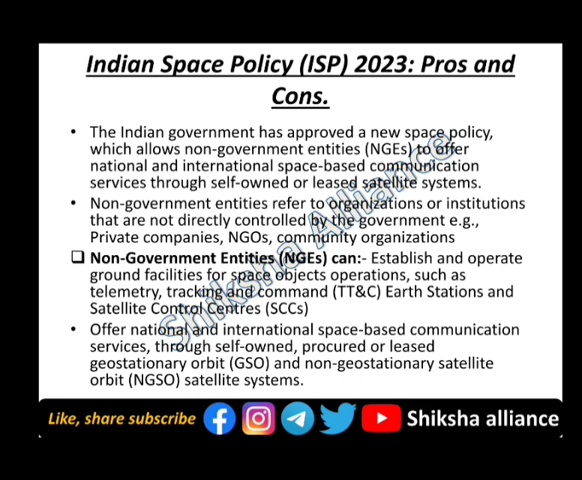 Indian Space Policy (ISP) 2023: Pros and
Cons.
• The Indian government has approved a new space policy,
which allows non-government entities (NGEs) to offer
national and international space-based communication
services through self-owned or leased satellite systems.
• Non-government entities refer to organizations or institutions
that are not directly controlled by the government e.g.,
Private companies, NGOs, community organizations
❑ Non-Government Entities (NGEs) can:- Establish and operate
ground facilities for space objects operations, such as
telemetry, tracking and command (TT&C) Earth Stations and
Satellite Control Centres (SCCs)
• Offer national and international space-based communication
services, through self-owned, procured or leased
geostationary orbit (GSO) and non-geostationary satellite
orbit (NGSO) satellite systems.
Shiksha Alliance
Like, share subscribe Shiksha alliance